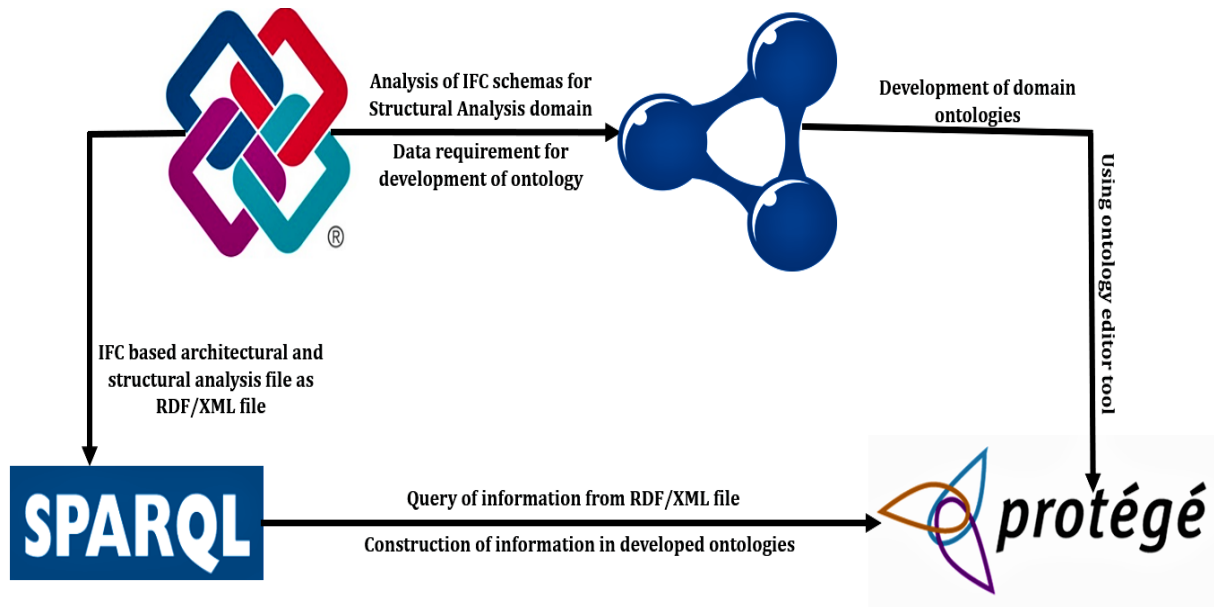 Analysis of IFC schemas for
Structural Analysis domain
Data requirement for
development of ontology
®
Development of domain
ontologies
Using ontology editor tool
IFC based architectural and
structural analysis file as
RDF/XML file
SPARQL
Query of information from RDF/XML file
Construction of information in developed ontologies
protégé